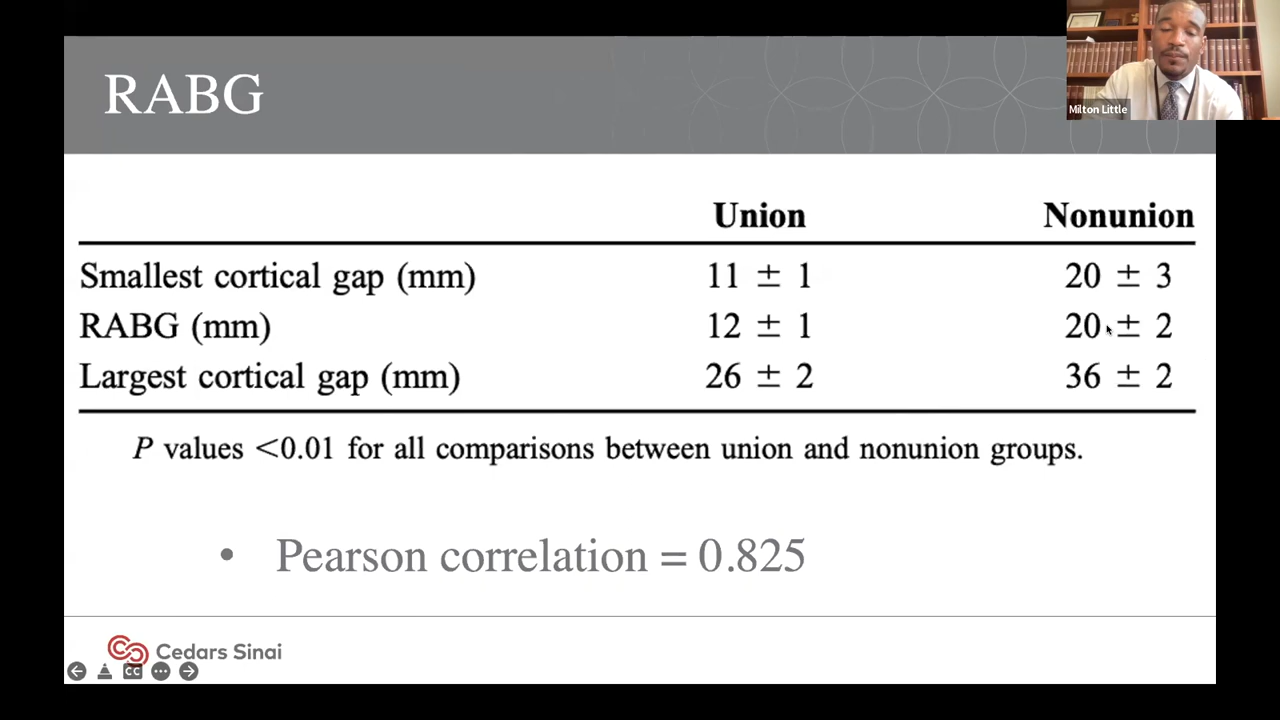 RABG
Milton Little
Union Nonunion
Smallest cortical gap (mm) 11 ± 1 20 ± 3
RABG (mm) 12 ± 1 20 ± 2
Largest cortical gap (mm) 26 ± 2 36 ± 2
P values <0.01 for all comparisons between union and nonunion groups.
• Pearson correlation = 0.825
Cedars Sinai
CC